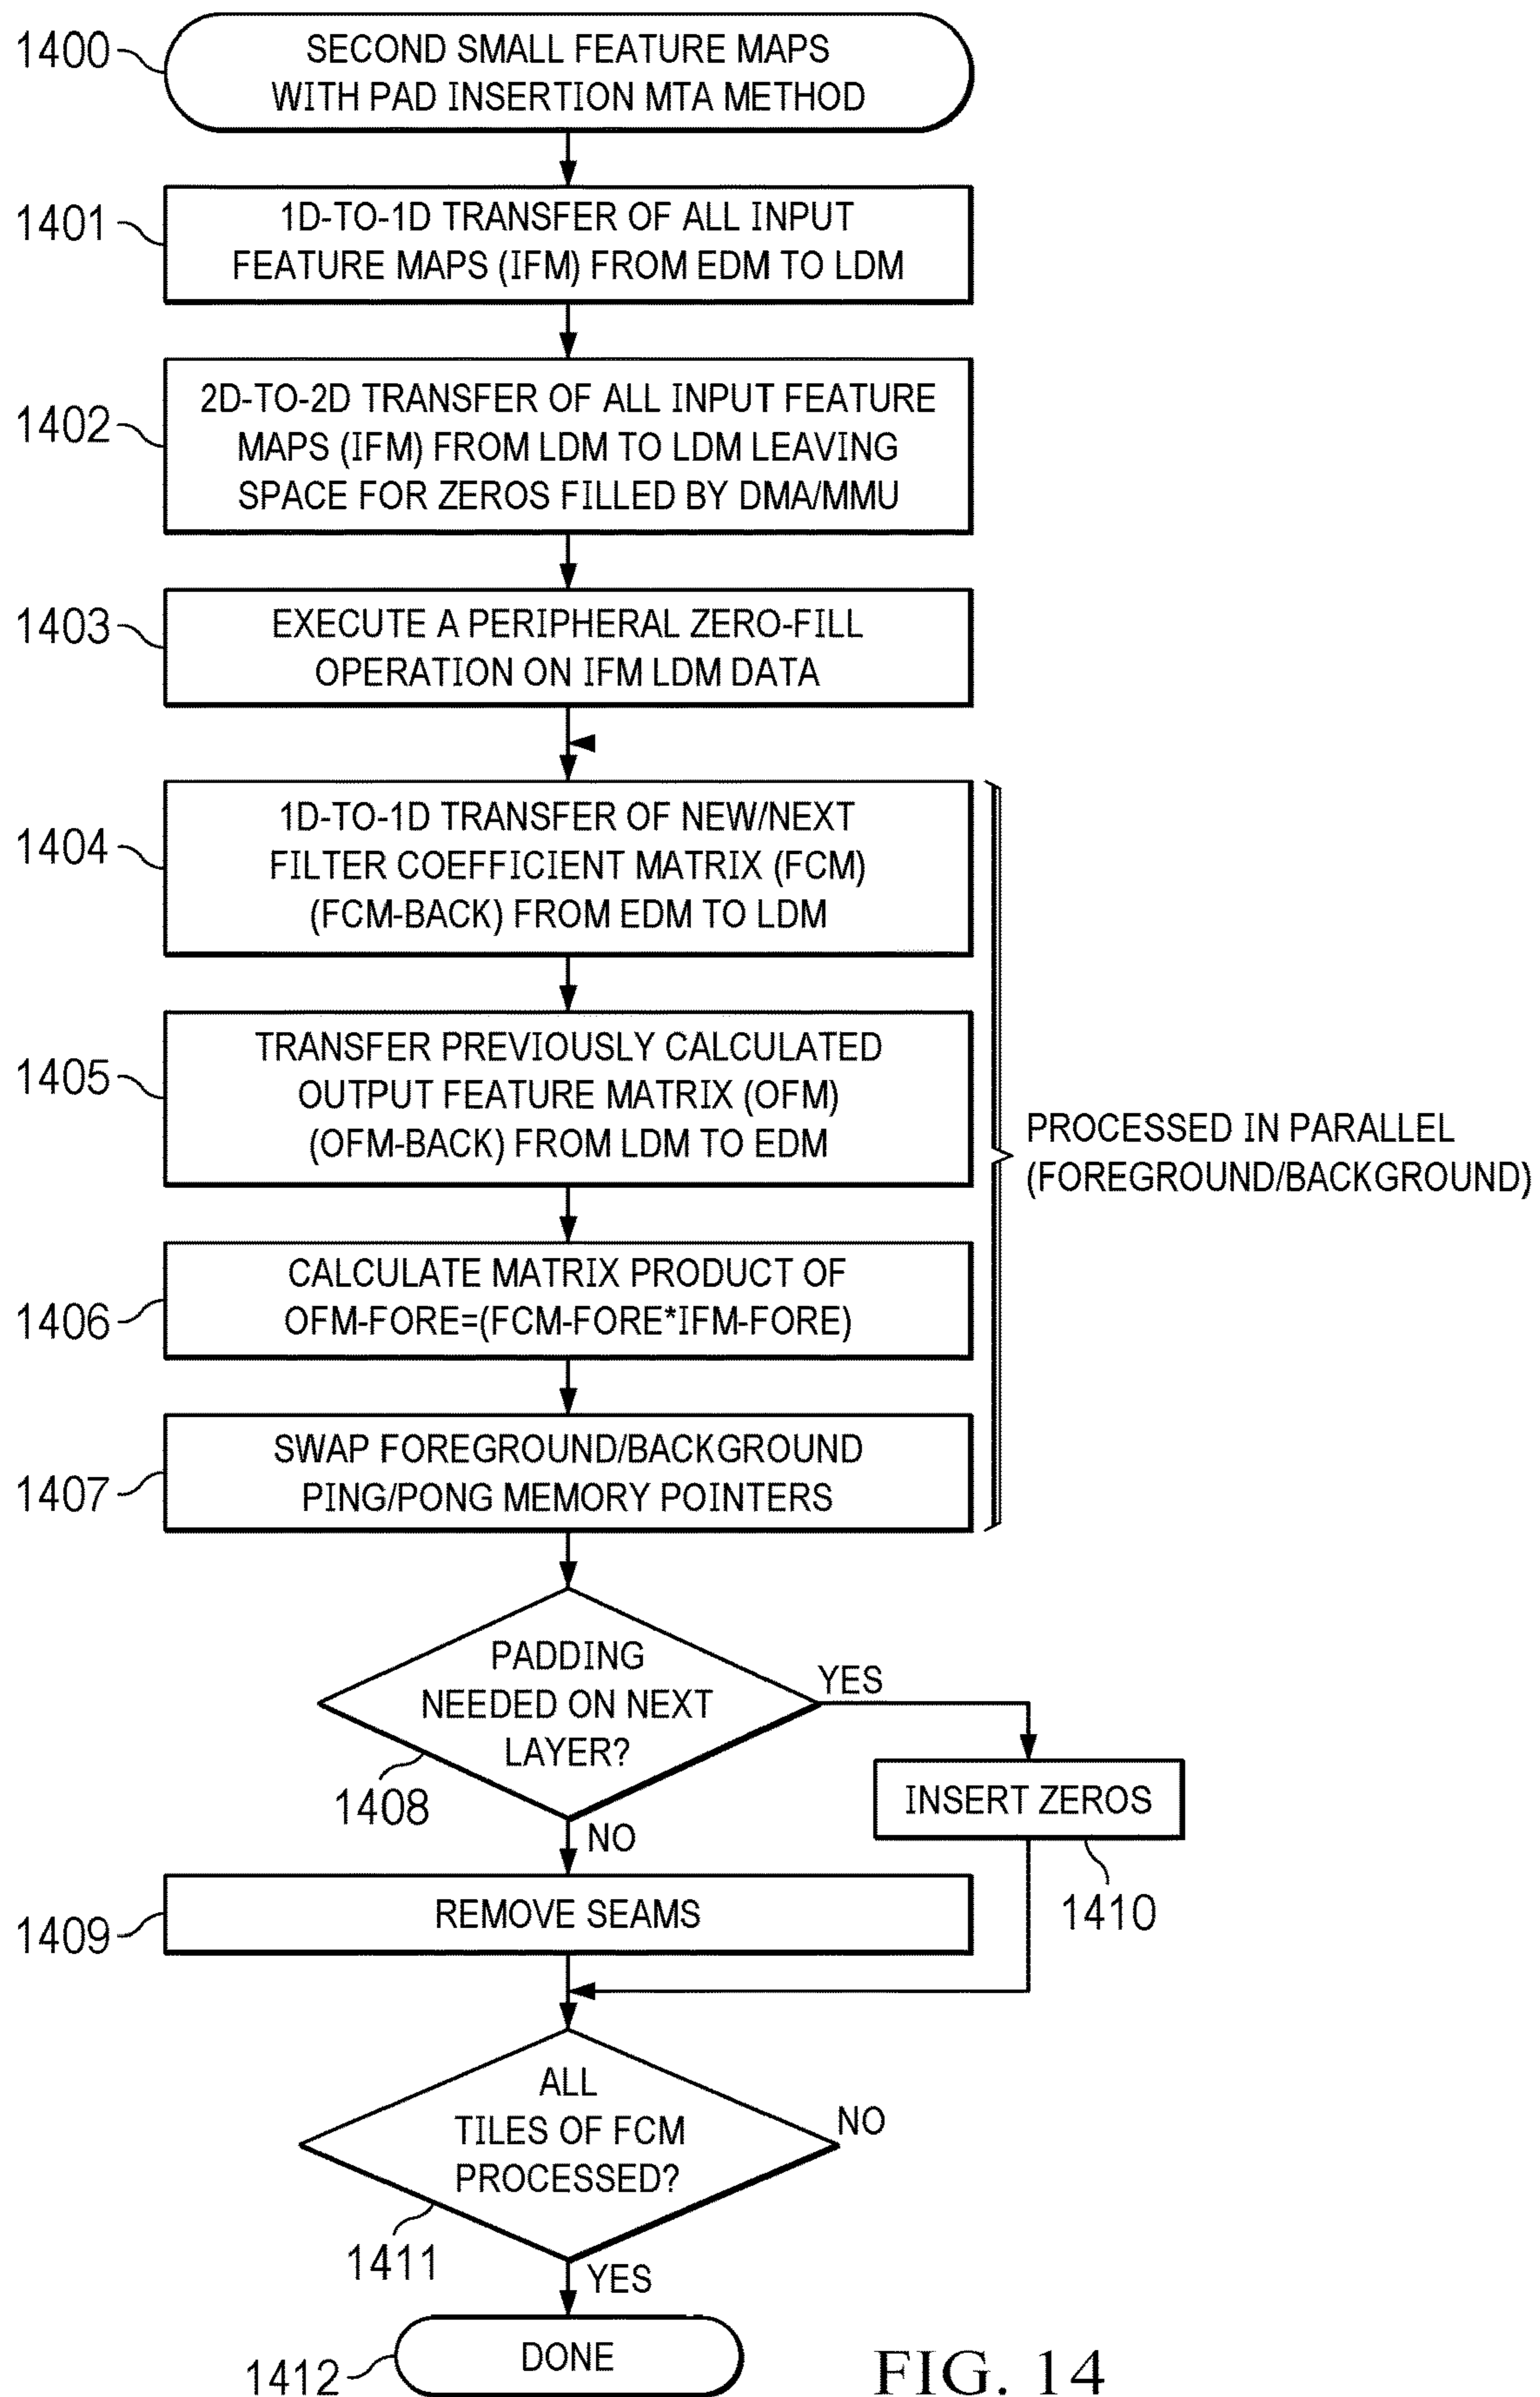 1400
SECOND SMALL FEATURE MAPS
WITH PAD INSERTION MTA METHOD
1401
1D-TO-1D TRANSFER OF ALL INPUT
FEATURE MAPS (IFM) FROM EDM TO LDM
1402
2D-TO-2D TRANSFER OF ALL INPUT FEATURE
MAPS (IFM) FROM LDM TO LDM LEAVING
SPACE FOR ZEROS FILLED BY DMA/MMU
1403
EXECUTE A PERIPHERAL ZERO-FILL
OPERATION ON IFM LDM DATA
1404
1D-TO-1D TRANSFER OF NEW/NEXT
FILTER COEFFICIENT MATRIX (FCM)
(FCM-BACK) FROM EDM TO LDM
1405
TRANSFER PREVIOUSLY CALCULATED
OUTPUT FEATURE MATRIX (OFM)
(OFM-BACK) FROM LDM TO EDM
PROCESSED IN PARALLEL
(FOREGROUND/BACKGROUND)
1406
CALCULATE MATRIX PRODUCT OF
OFM-FORE=(FCM-FORE*IFM-FORE)
1407
SWAP FOREGROUND/BACKGROUND
PING/PONG MEMORY POINTERS
PADDING
NEEDED ON NEXT
LAYER?
YES
1408
NO
INSERT ZEROS
1410
1409
REMOVE SEAMS
ALL
TILES OF FCM
PROCESSED?
NO
1411
YES
1412
DONE
FIG. 14